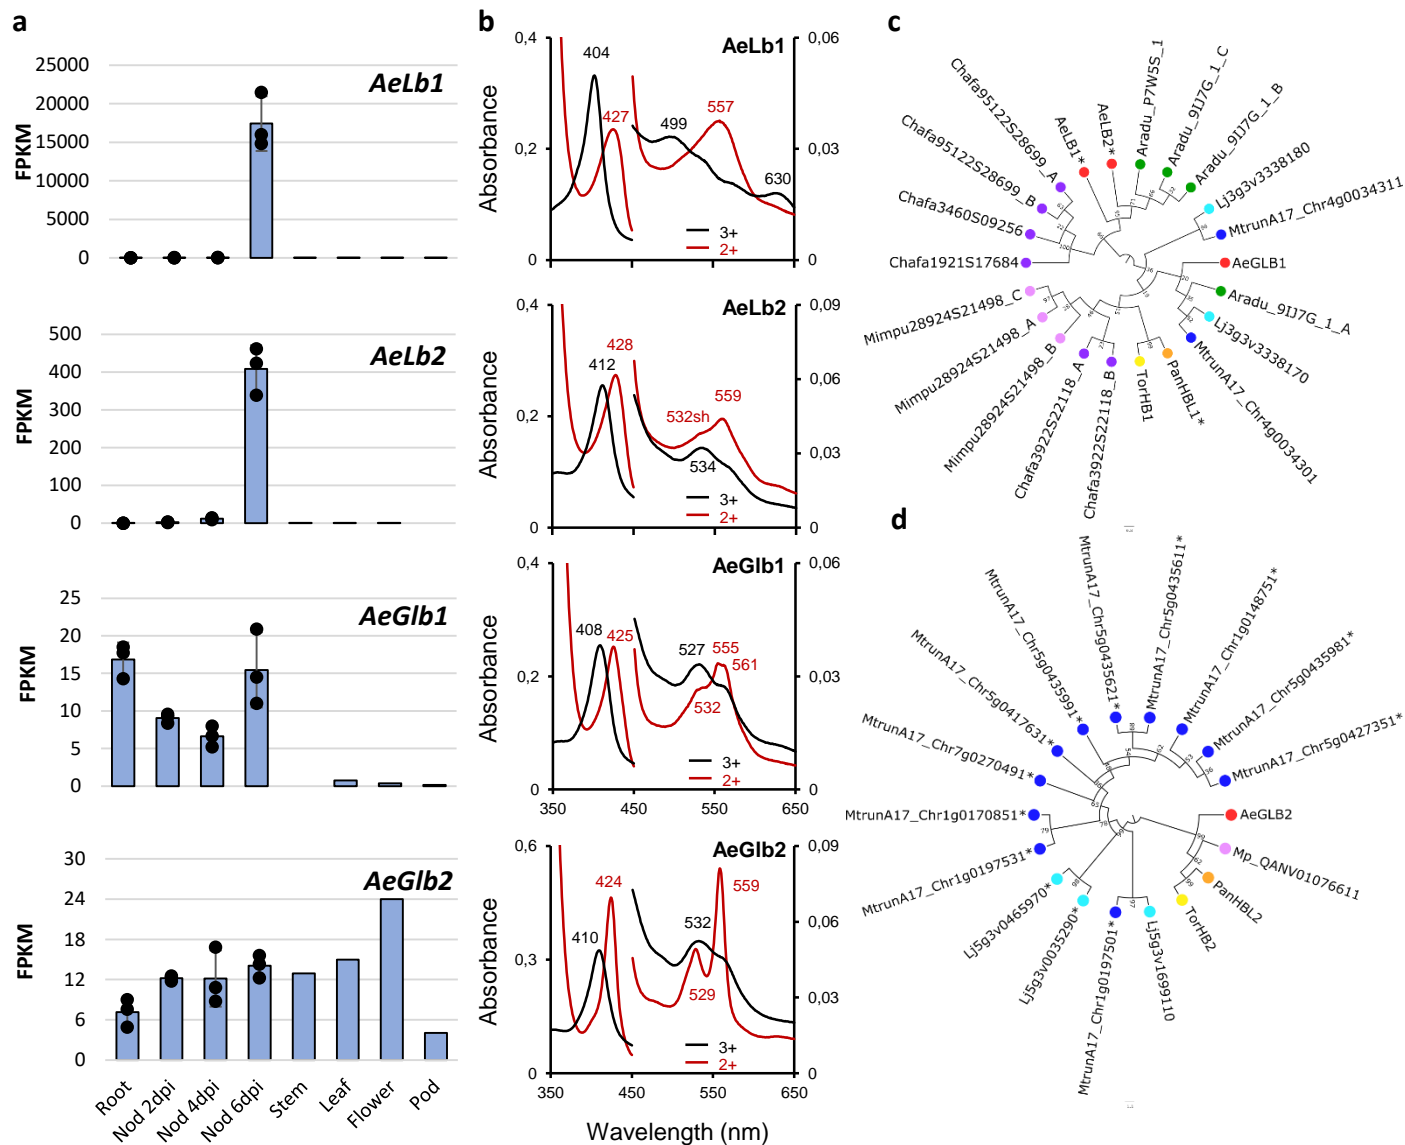 a
25000
20000
15000
10000
5000
0
FPKM
AeLb1
500
400
300
200
100
0
FPKM
AeLb2
25
20
15
10
5
0
FPKM
AeGlb1
30
24
18
12
6
0
FPKM
AeGlb2
Root
Nod 2dpi
Nod 4dpi
Nod 6dpi
Stem
Leaf
Flower
Pod
b
AeLb1
0,4
0,2
0
0,06
0,03
0
Absorbance
404
427
499
557
630
3+
2+
AeLb2
0,4
0,2
0
0,09
0,06
0,03
0
Absorbance
412
428
532sh
559
534
3+
2+
AeGlb1
0,4
0,2
0
0,06
0,03
0
Absorbance
408
425
527
555
561
532
3+
2+
350
450
550
650
AeGlb2
0,6
0,3
0
0,09
0,06
0,03
0
Absorbance
410
424
532
559
529
3+
2+
350
450
550
650
Wavelength (nm)
c
Chafa1921S17684
Chafa3460S09256
Chafa95122S28699_B
Chafa95122S28699_A
AeLB1*
AeLB2*
Aradu_P7W5S_1
Aradu_9IJ7G_1_C
Aradu_9IJ7G_1_B
Lj3g3v3338180
MtrunA17_Chr4g0034311
AeGLB1
Aradu_9IJ7G_1_A
Lj3g3v3338170
MtrunA17_Chr4g0034301
PanHBL1*
TorHB1
Chafa3922S22118_B
Chafa3922S22118_A
Mimpu28924S21498_B
Mimpu28924S21498_A
Mimpu28924S21498_C
d
MtrunA17_Chr1g0170851*
MtrunA17_Chr7g0270491*
MtrunA17_Chr5g0417631*
MtrunA17_Chr5g0435991*
MtrunA17_Chr5g0435621*
MtrunA17_Chr5g0435611*
MtrunA17_Chr1g0148751*
MtrunA17_Chr5g0435981*
MtrunA17_Chr5g0427351*
AeGLB2
Mp_QANV01076611
PanHBL2
TorHB2
Lj5g3v1699110
MtrunA17_Chr1g0197501*
Lj5g3v0035290*
Lj5g3v0465970*
MtrunA17_Chr1g0197531*